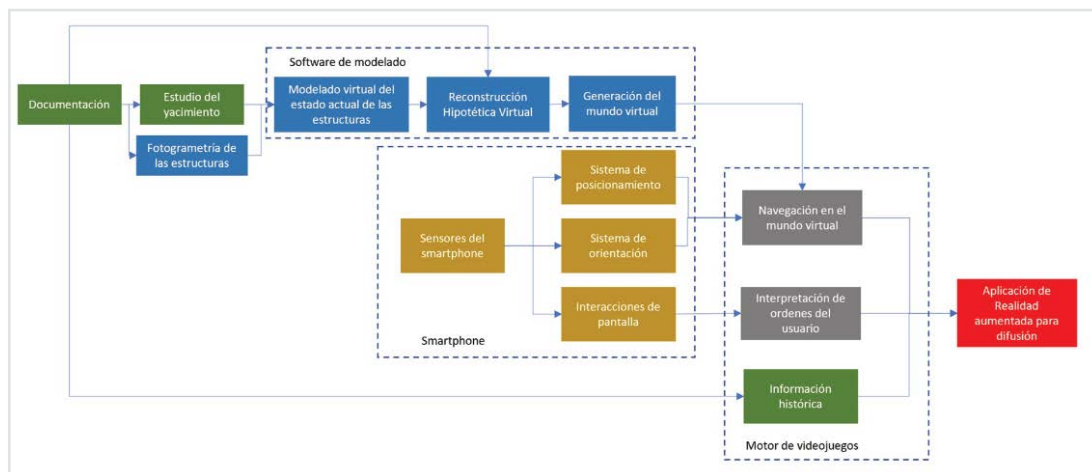 Software de modelado
Documentación
Estudio del
yacimiento
Fotogrametría de
las estructuras
Modelado virtual del
estado actual de las
estructuras
Reconstrucción
Hipotética Virtual
Generación del
mundo virtual
Sensores del
smartphone
Sistema de
posicionamiento
Sistema de
orientación
Interacciones de
pantalla
Smartphone
Navegación en el
mundo virtual
Interpretación de
ordenes del
usuario
Información
histórica
Motor de videojuegos
Aplicación de
Realidad
aumentada para
difusión